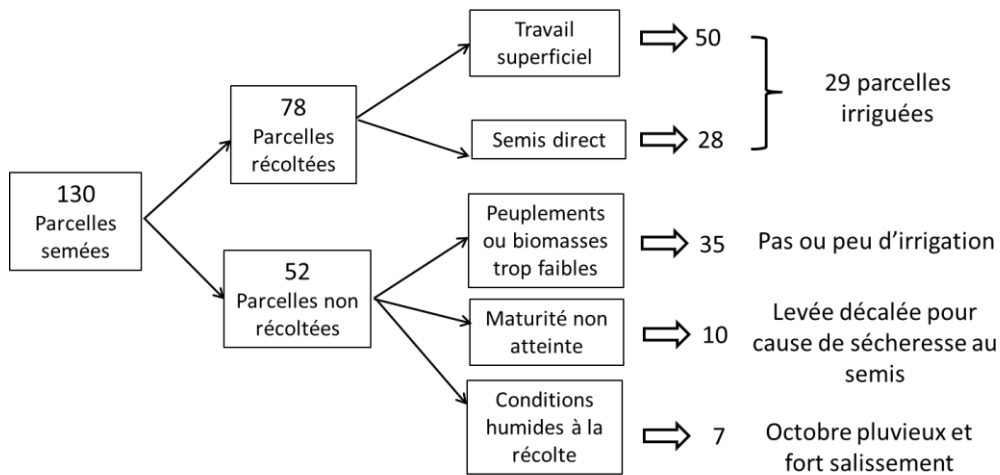 130
Parcelles
semées
78
Parcelles
récoltées
52
Parcelles non
récoltées
Travail
superficiel
50
Semis direct
28
29 parcelles
irriguées
Peuplements
ou biomasses
trop faibles
35
Pas ou peu d'irrigation
Maturité non
atteinte
10
Levée décalée pour
cause de sécheresse au
semis
Conditions
humides à la
récolte
7
Octobre pluvieux et
fort salissement